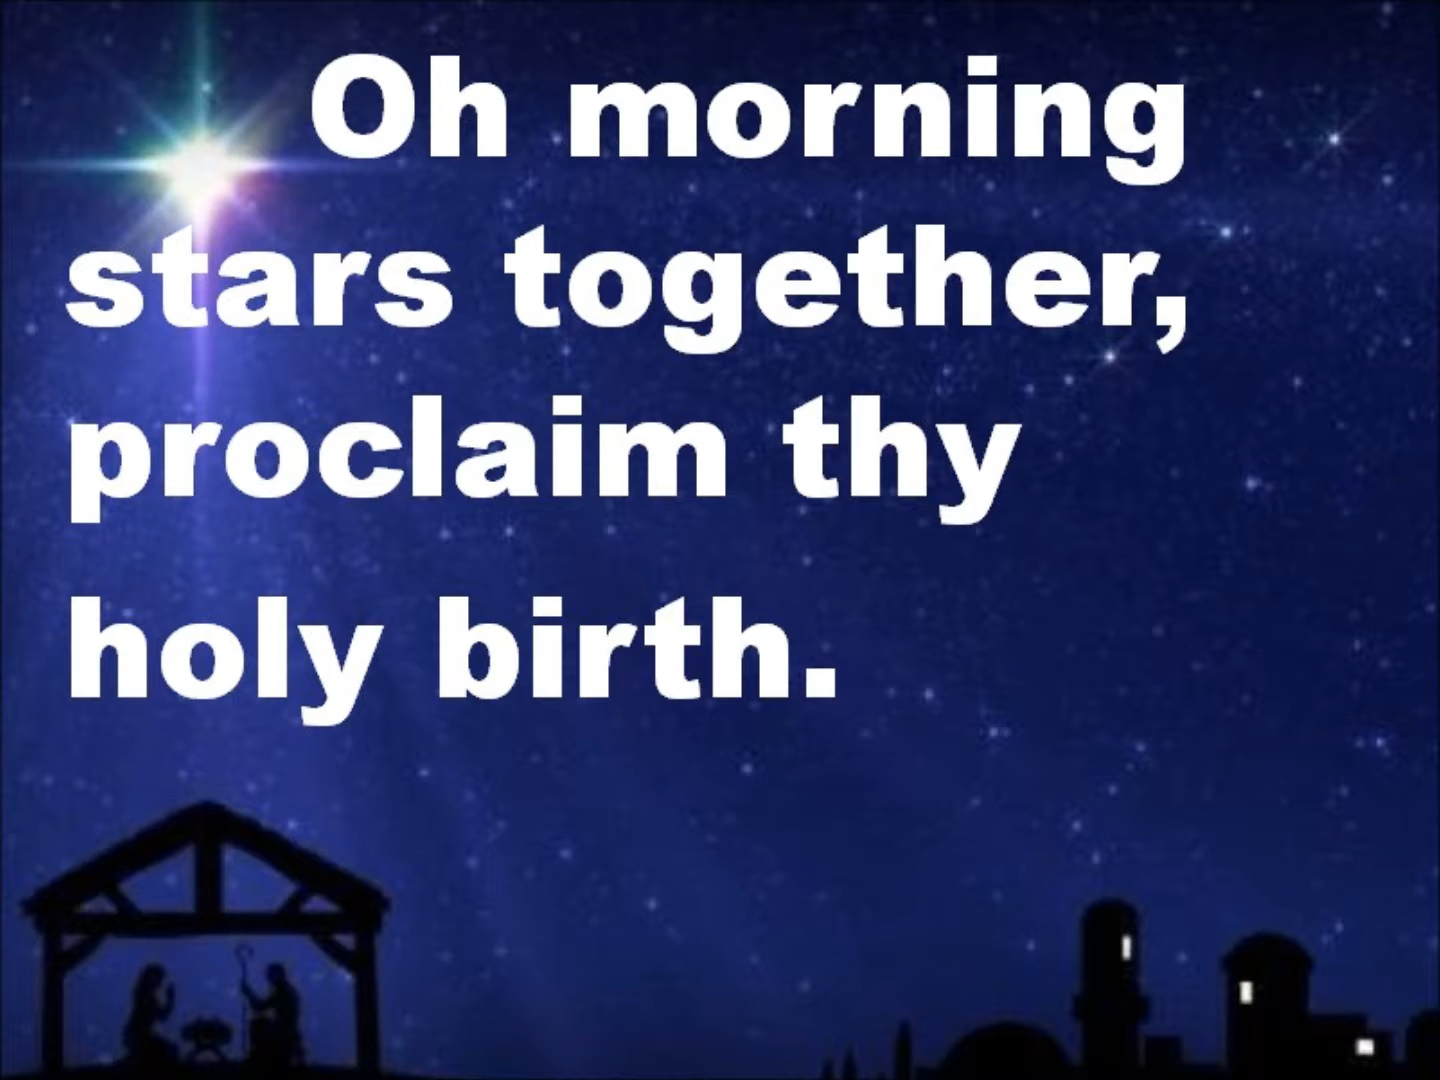 Oh morning
stars together,
proclaim thy
holy birth.